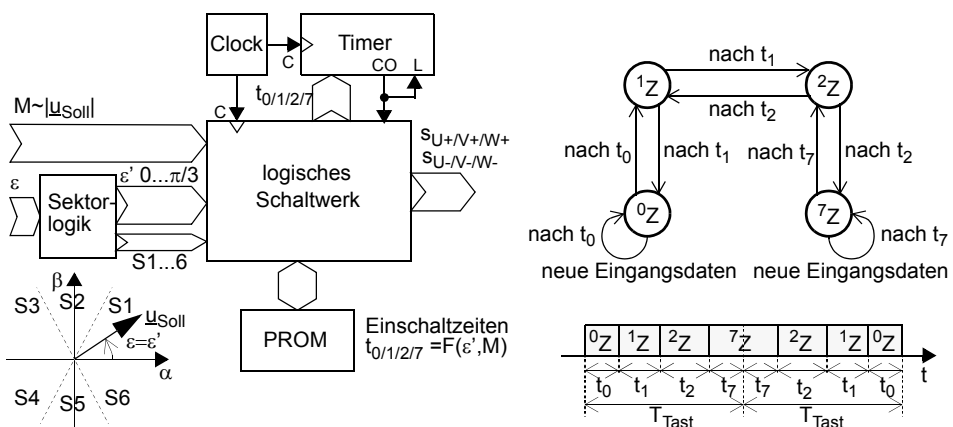 Clock
C
Timer
C
CO
L
t0/1/2/7
M~|uSoll|
C
ε
Sektor-
logik
ε' 0...π/3
S1...6
logisches
Schaltwerk
sU+/V+/W+
sU-/V-/W-
PROM
Einschaltzeiten
t0/1/2/7 =F(ε',M)
β
S3
S2
S1
uSoll
ε=ε'
α
S4
S5
S6
nach t1
1Z
2Z
nach t2
nach t0
nach t1
nach t7
nach t2
0Z
7Z
nach t0
nach t7
neue Eingangsdaten
neue Eingangsdaten
0Z 1Z 2Z 7Z 2Z 1Z 0Z
t
t0 t1 t2 t7 t7 t2 t1 t0
TTast TTast